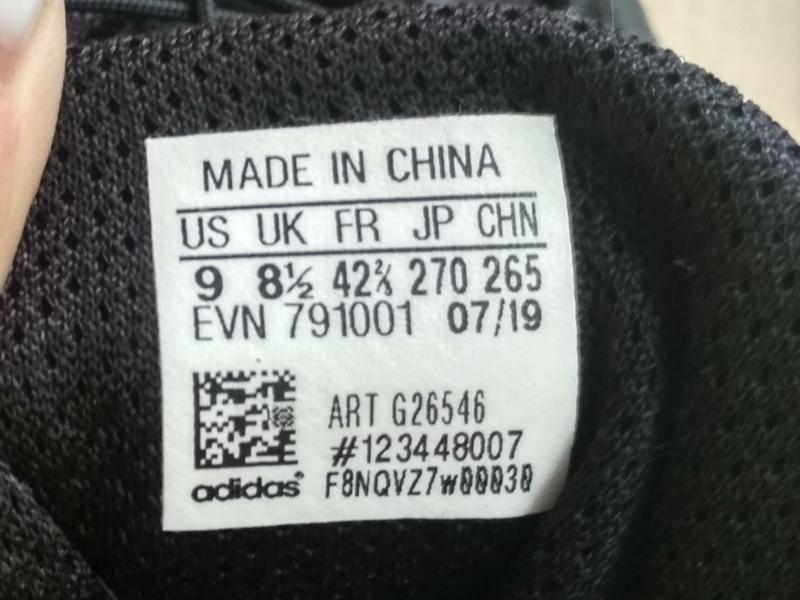 MADE IN CHINA
US UK FR JP CHN
9 8½ 42⅔ 270 265
EVN 791001 07/19
ART G26546
#123448007
adidas® F8NQVZ7w00030